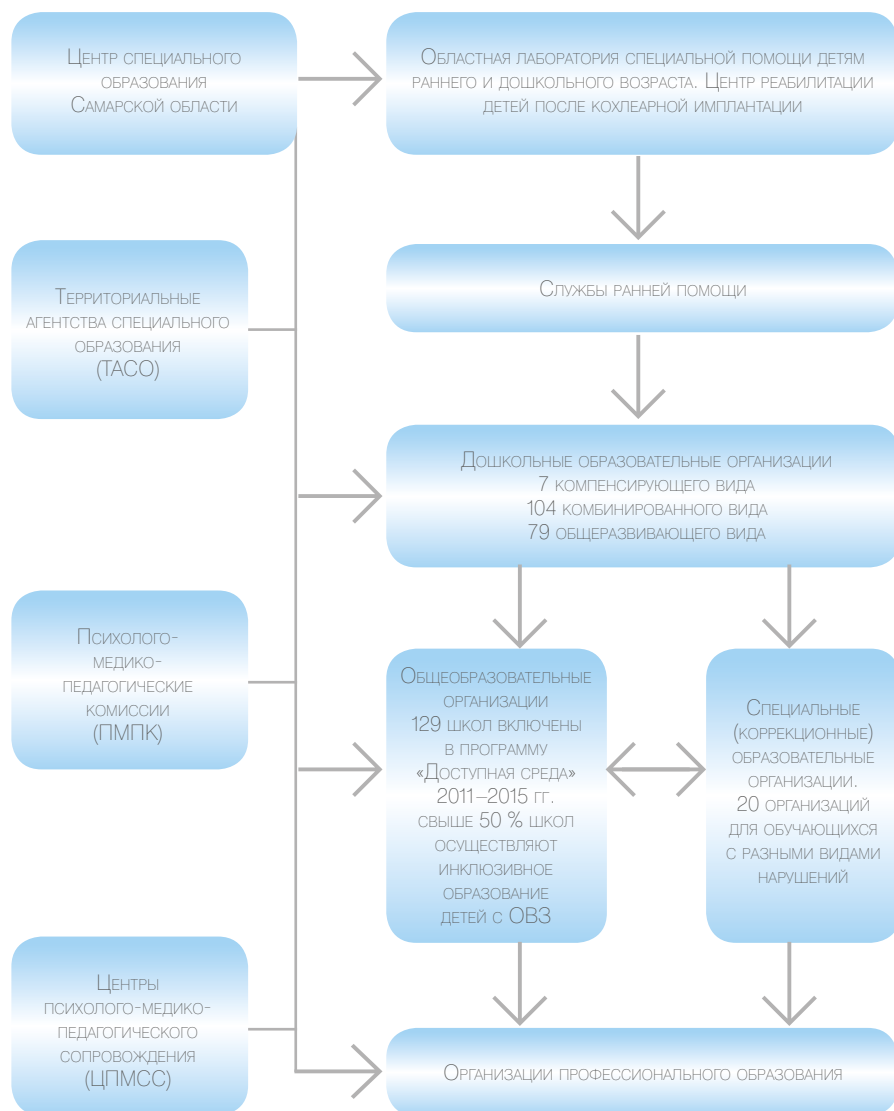 Центр специального
образования
Самарской области
Областная лаборатория специальной помощи детям
раннего и дошкольного возраста. Центр реабилитации
детей после кохлеарной имплантации
Службы ранней помощи
Территориальные
агентства специального
образования
(ТАСО)
Дошкольные образовательные организации
7 компенсирующего вида
104 комбинированного вида
79 общеразвивающего вида
Психолого-
медико-
педагогические
комиссии
(ПМПК)
Общеобразовательные
организации
129 школ включены
в программу
«Доступная среда»
2011–2015 гг.
свыше 50 % школ
осуществляют
инклюзивное
образование
детей с ОВЗ
Специальные
(коррекционные)
образовательные
организации.
20 организаций
для обучающихся
с разными видами
нарушений
Центры
психолого-медико-
педагогического
сопровождения
(ЦПМСС)
Организации профессионального образования